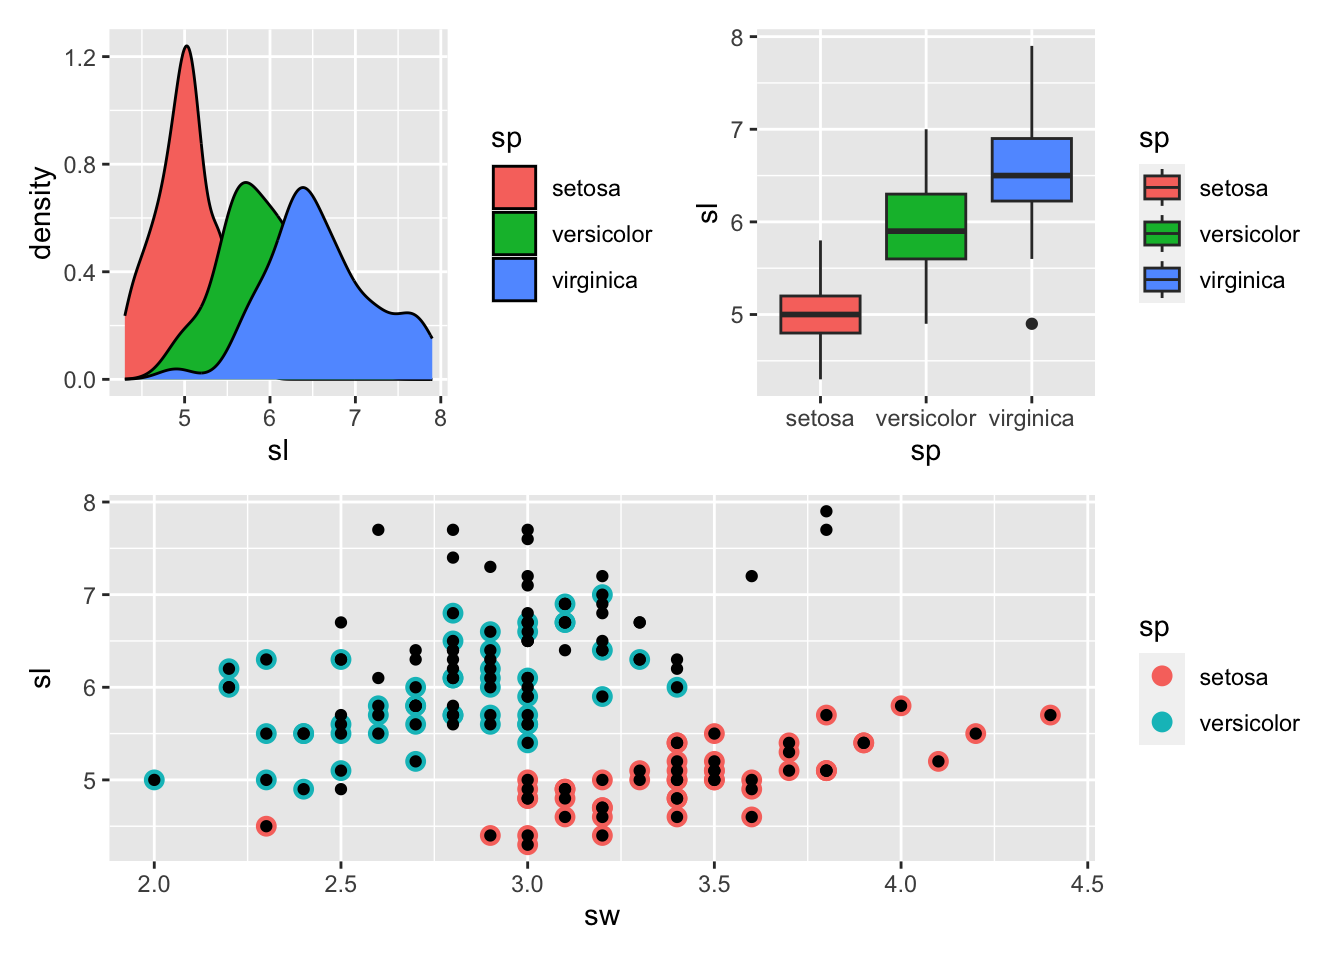 density
1.2
0.8
0.4
0.0
5 6 7 8
sl
sp
setosa
versicolor
virginica
sl
8
7
6
5
setosa versicolor virginica
sp
sp
setosa
versicolor
virginica
sl
8
7
6
5
2.0 2.5 3.0 3.5 4.0 4.5
sw
sp
setosa
versicolor